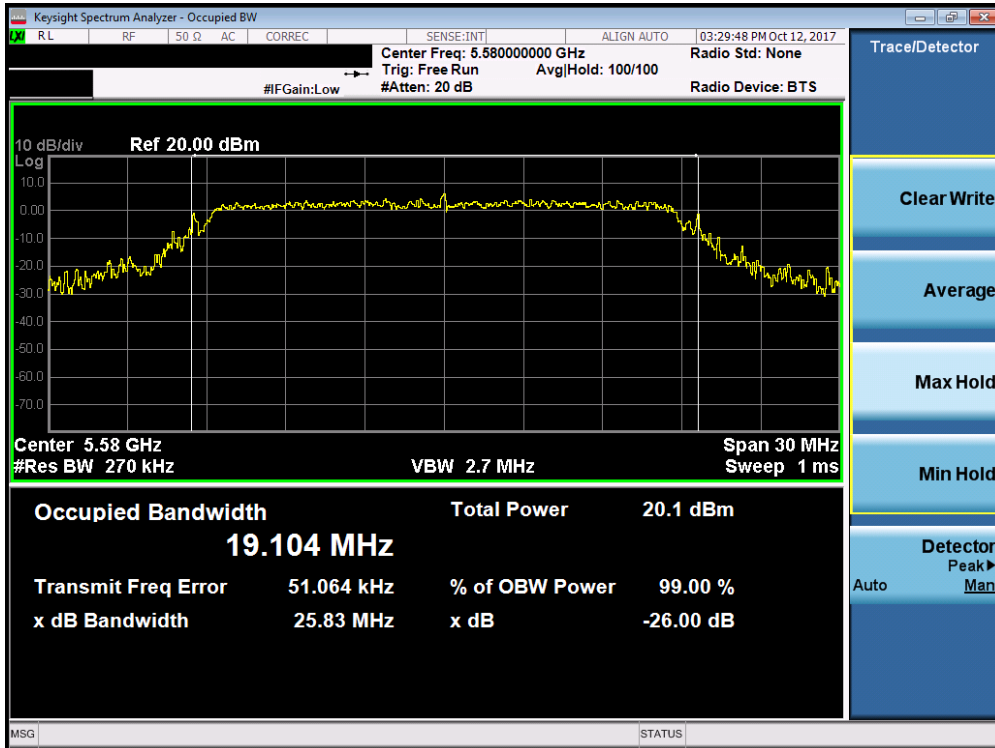 Keysight Spectrum Analyzer - Occupied BW
LXI RL RF 50 Ω AC CORREC SENSE:INT ALIGN AUTO 03:29:48 PM Oct 12, 2017
Center Freq: 5.580000000 GHz Radio Std: None
Trig: Free Run Avg|Hold: 100/100
#IFGain:Low #Atten: 20 dB Radio Device: BTS
Trace/Detector
10 dB/div Ref 20.00 dBm
Log
10.0
0.00
-10.0
-20.0
-30.0
-40.0
-50.0
-60.0
-70.0
Center 5.58 GHz Span 30 MHz
#Res BW 270 kHz VBW 2.7 MHz Sweep 1 ms
Occupied Bandwidth Total Power 20.1 dBm
19.104 MHz
Transmit Freq Error 51.064 kHz % of OBW Power 99.00 %
x dB Bandwidth 25.83 MHz x dB -26.00 dB
Clear Write
Average
Max Hold
Min Hold
Detector
Peak▶
Auto Man
MSG STATUS